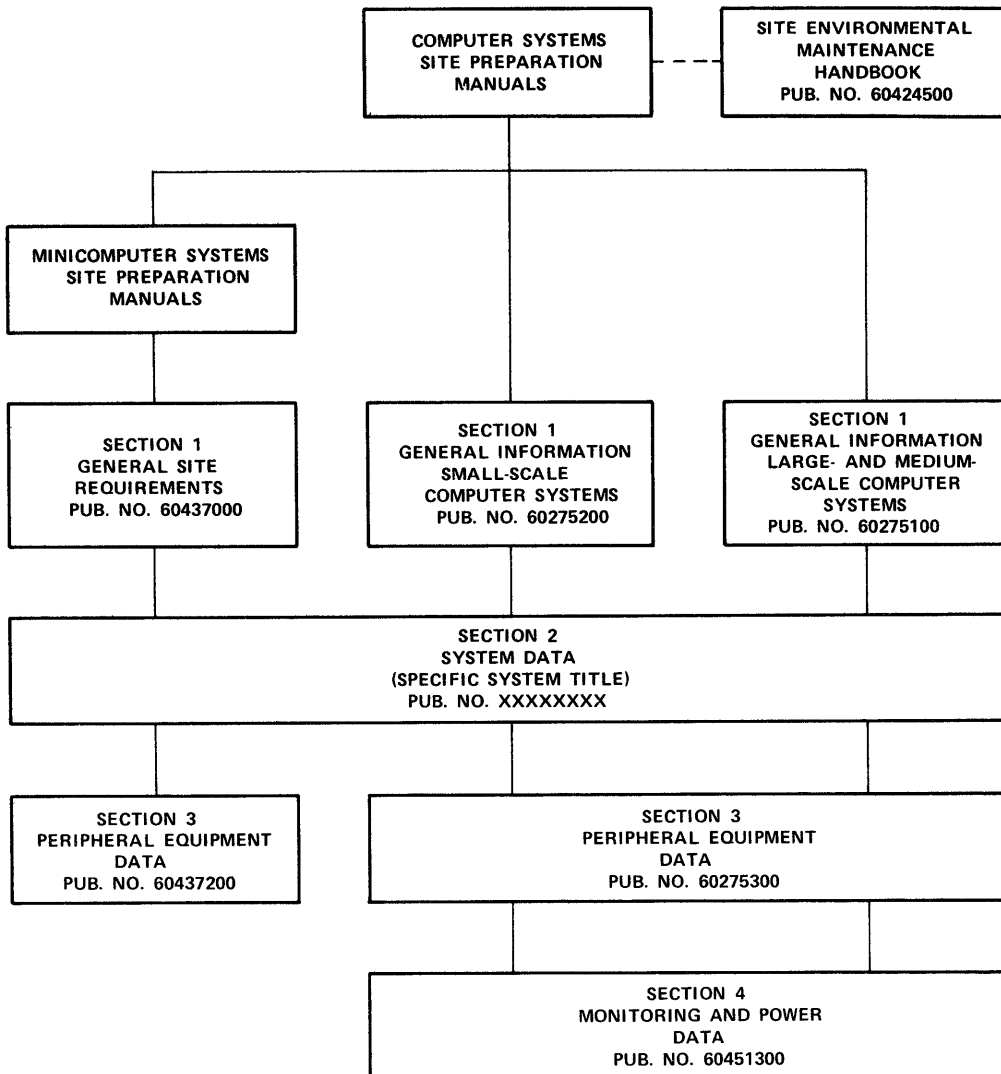 COMPUTER SYSTEMS
SITE PREPARATION
MANUALS
SITE ENVIRONMENTAL
MAINTENANCE
HANDBOOK
PUB. NO. 60424500
MINICOMPUTER SYSTEMS
SITE PREPARATION
MANUALS
SECTION 1
GENERAL SITE
REQUIREMENTS
PUB. NO. 60437000
SECTION 1
GENERAL INFORMATION
SMALL-SCALE
COMPUTER SYSTEMS
PUB. NO. 60275200
SECTION 1
GENERAL INFORMATION
LARGE- AND MEDIUM-
SCALE COMPUTER
SYSTEMS
PUB. NO. 60275100
SECTION 2
SYSTEM DATA
(SPECIFIC SYSTEM TITLE)
PUB. NO. XXXXXXXX
SECTION 3
PERIPHERAL EQUIPMENT
DATA
PUB. NO. 60437200
SECTION 3
PERIPHERAL EQUIPMENT
DATA
PUB. NO. 60275300
SECTION 4
MONITORING AND POWER
DATA
PUB. NO. 60451300